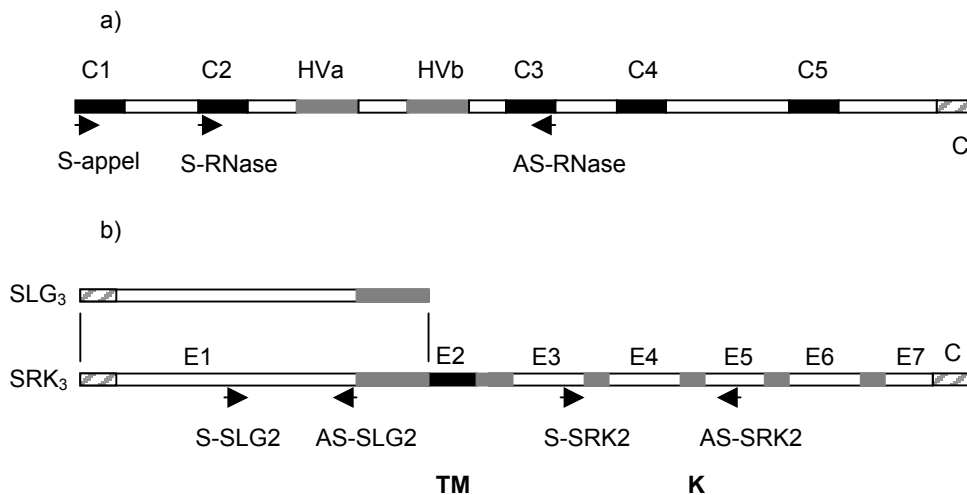 a)
C1 C2 HVa HVb C3 C4 C5
C
S-appel S-RNase AS-RNase
b)
SLG₃
E1 E2 E3 E4 E5 E6 E7 C
SRK₃
S-SLG2 AS-SLG2 S-SRK2 AS-SRK2
TM K